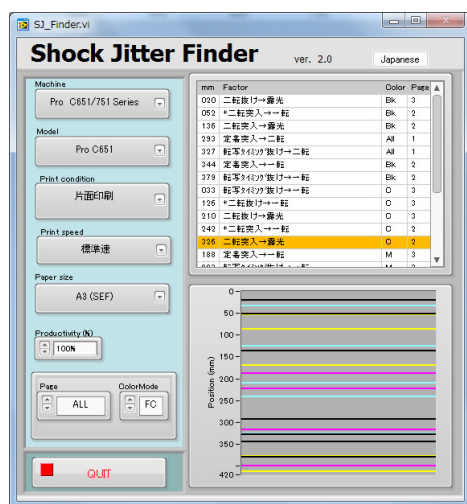 SJ_Finder.vi
Shock Jitter Finder
ver. 2.0
Japanese
Machine
Pro C651/751 Series
Model
Pro C651
Print condition
片面印刷
Print speed
標準速
Paper size
A3 (SEF)
Productivity (%)
100%
Page
ALL
ColorMode
FC
QUIT
mm Factor Color Page
020 二転抜け→露光 Bk 3
052 *二転突入→一転 Bk 2
136 二転突入→露光 Bk 2
293 定着突入→二転 All 1
327 転写ﾀｲﾐﾝｸﾞ抜け→二転 All 1
344 定着突入→一転 Bk 2
379 転写ﾀｲﾐﾝｸﾞ抜け→一転 Bk 2
033 転写ﾀｲﾐﾝｸﾞ抜け→一転 C 3
126 *二転抜け→一転 C 3
210 二転抜け→露光 C 3
242 *二転突入→一転 C 2
326 二転突入→露光 C 2
188 定着突入→一転 M 3
Position (mm)
0
50
100
150
200
250
300
350
420